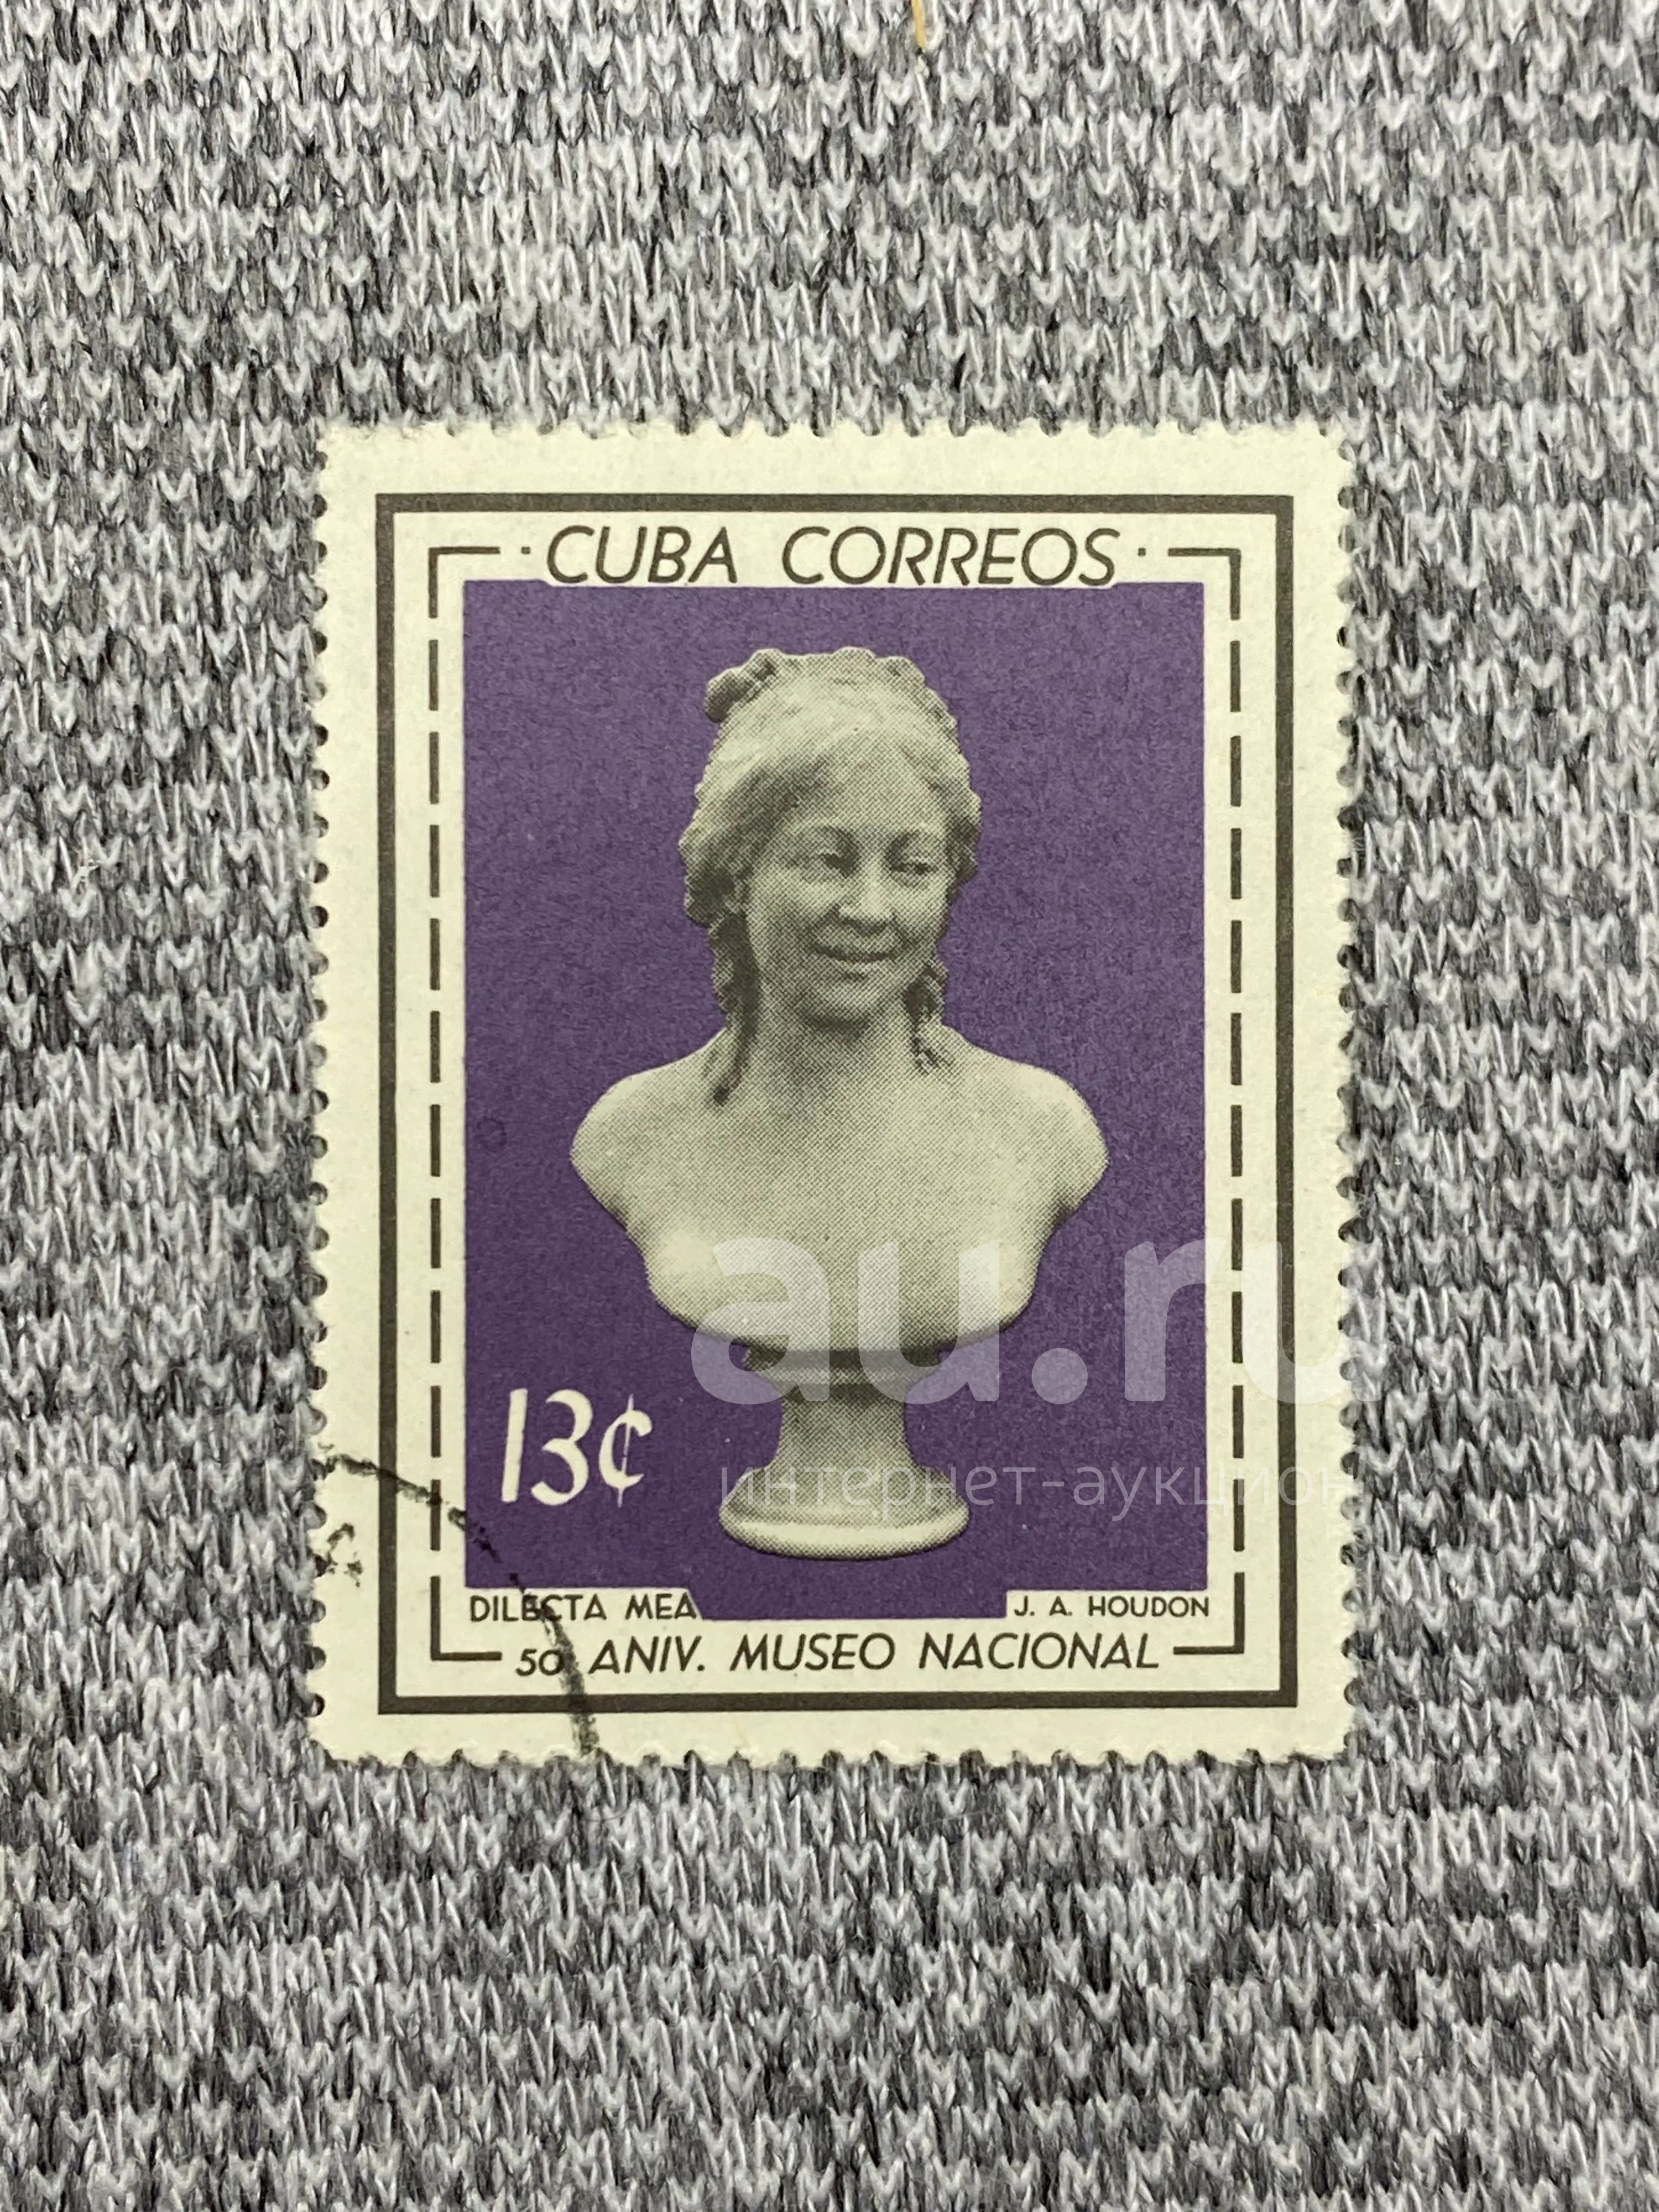 · CUBA CORREOS ·
au.ru
13¢
интернет-аукцион
DILECTA MEA
J. A. HOUDON
50 ANIV. MUSEO NACIONAL